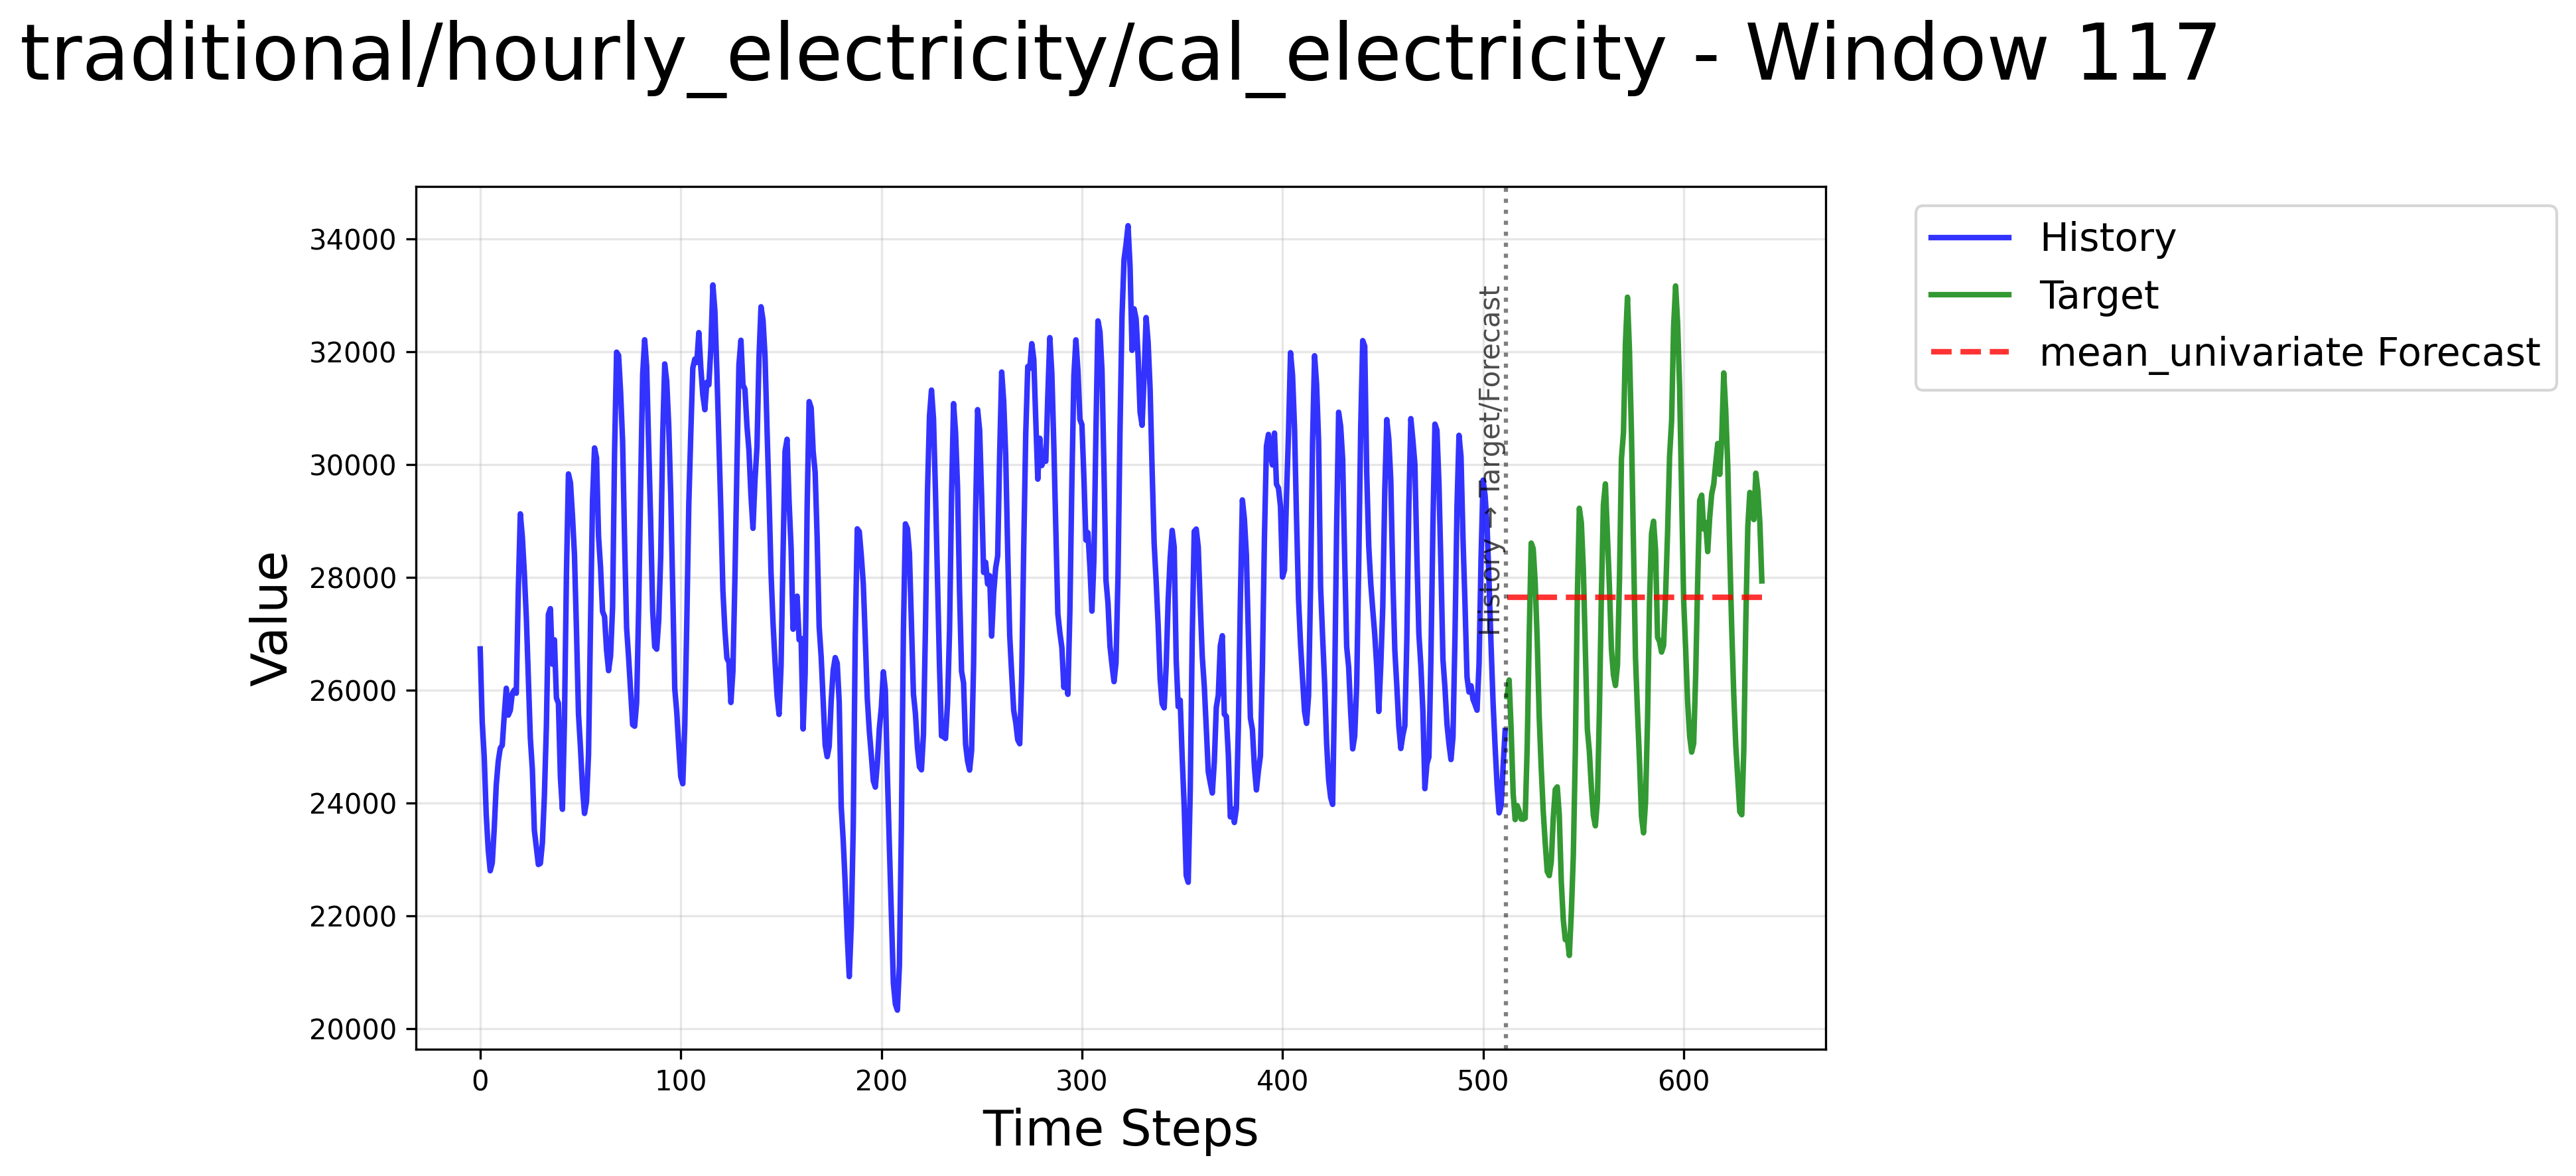 traditional/hourly_electricity/cal_electricity - Window 117
History
Target
mean_univariate Forecast
History → Target/Forecast
Value
34000
32000
30000
28000
26000
24000
22000
20000
0
100
200
300
400
500
600
Time Steps